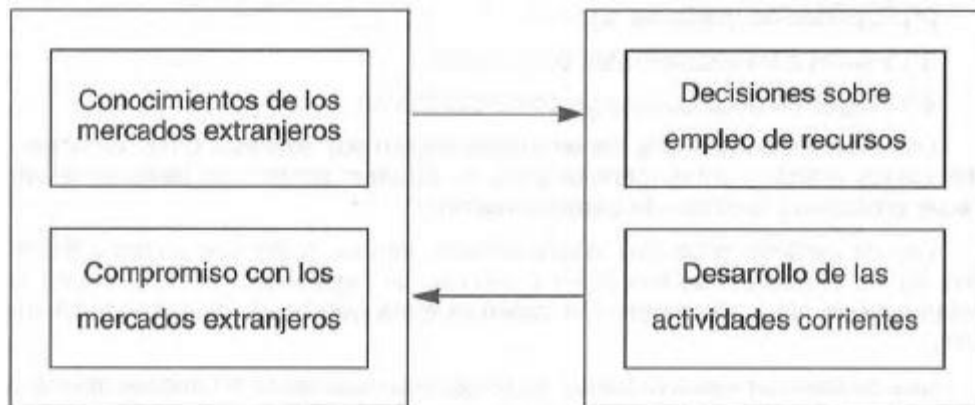 Conocimientos de los
mercados extranjeros
Compromiso con los
mercados extranjeros
Decisiones sobre
empleo de recursos
Desarrollo de las
actividades corrientes